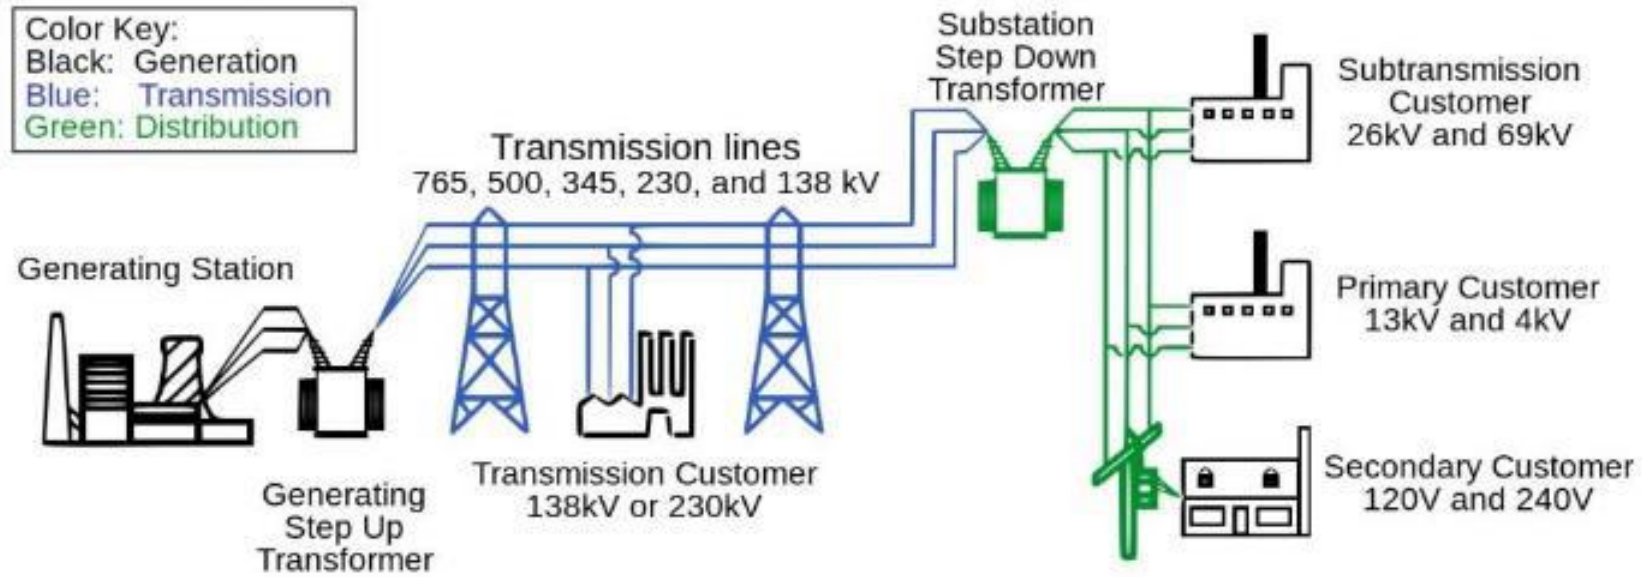 Color Key:
Black: Generation
Blue: Transmission
Green: Distribution
Substation
Step Down
Transformer
Subtransmission
Customer
26kV and 69kV
Transmission lines
765, 500, 345, 230, and 138 kV
Generating Station
Primary Customer
13kV and 4kV
Transmission Customer
138kV or 230kV
Generating
Step Up
Transformer
Secondary Customer
120V and 240V